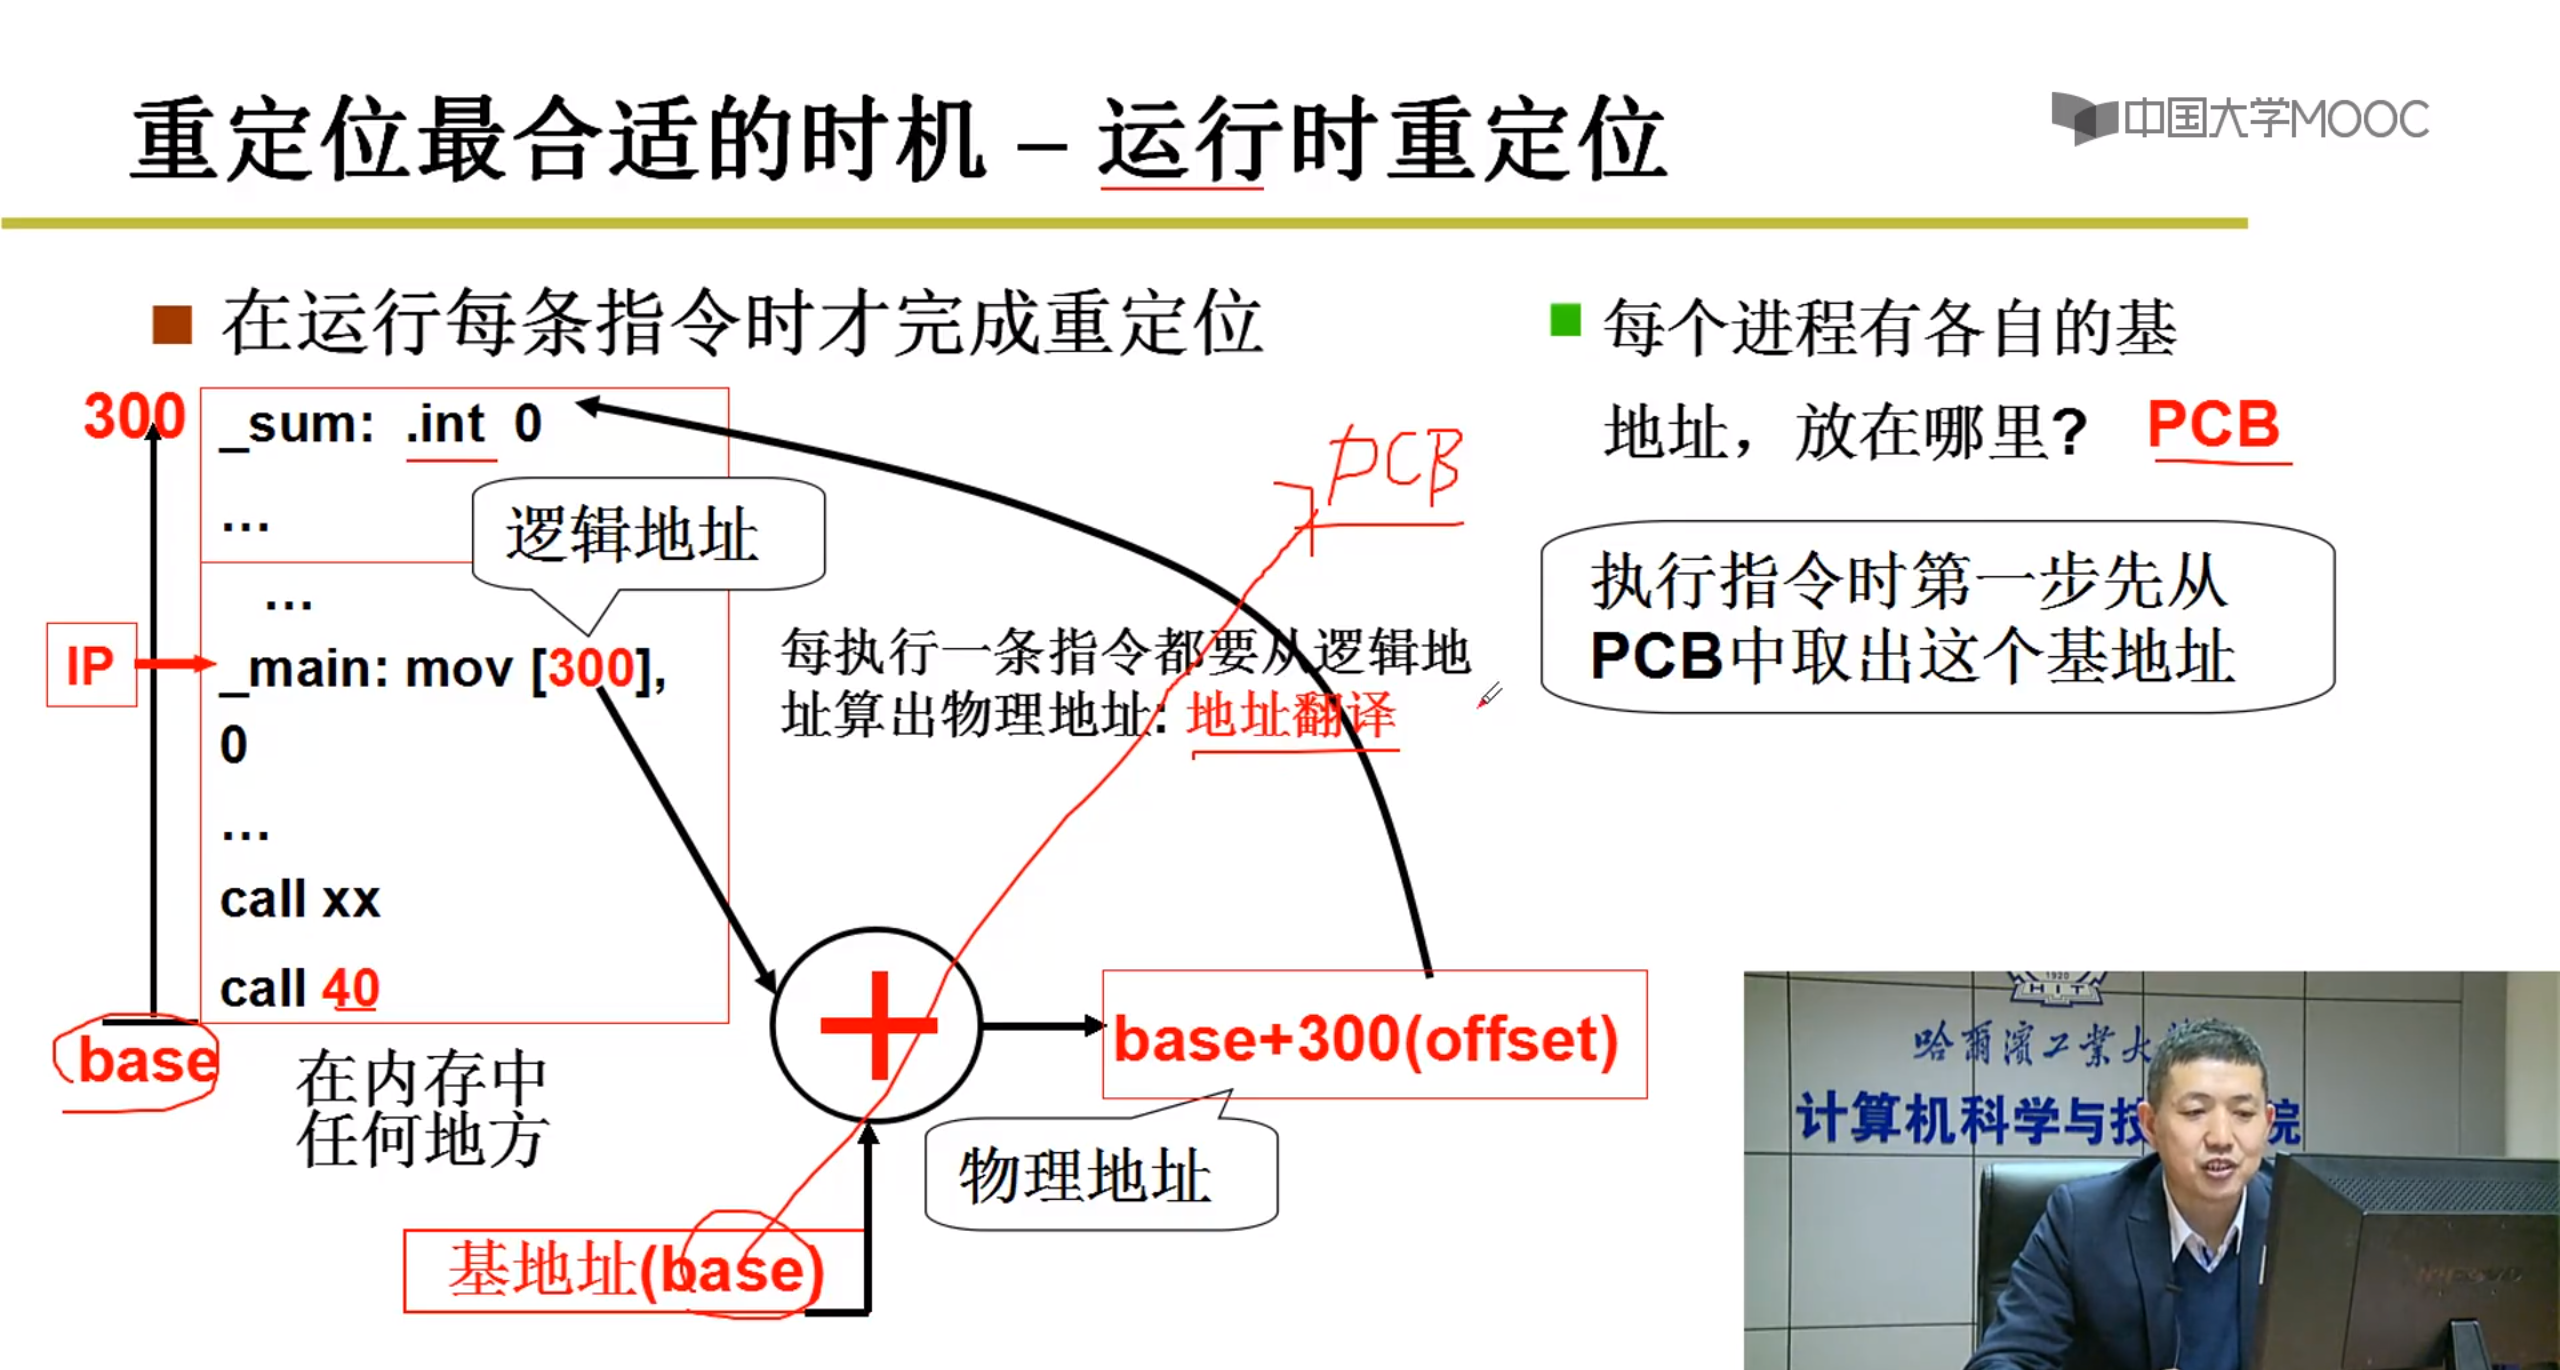 重定位最合适的时机 – 运行时重定位
中国大学MOOC
在运行每条指令时才完成重定位
300
_sum: .int 0
...
逻辑地址
...
IP
_main: mov [300],
0
...
call xx
call 40
base
在内存中
任何地方
PCB
每执行一条指令都要从逻辑地
址算出物理地址: 地址翻译
+
base+300(offset)
物理地址
基地址(base)
每个进程有各自的基
地址，放在哪里? PCB
执行指令时第一步先从
PCB中取出这个基地址
1920
HIT
哈尔滨工业大
计算机科学与技
院